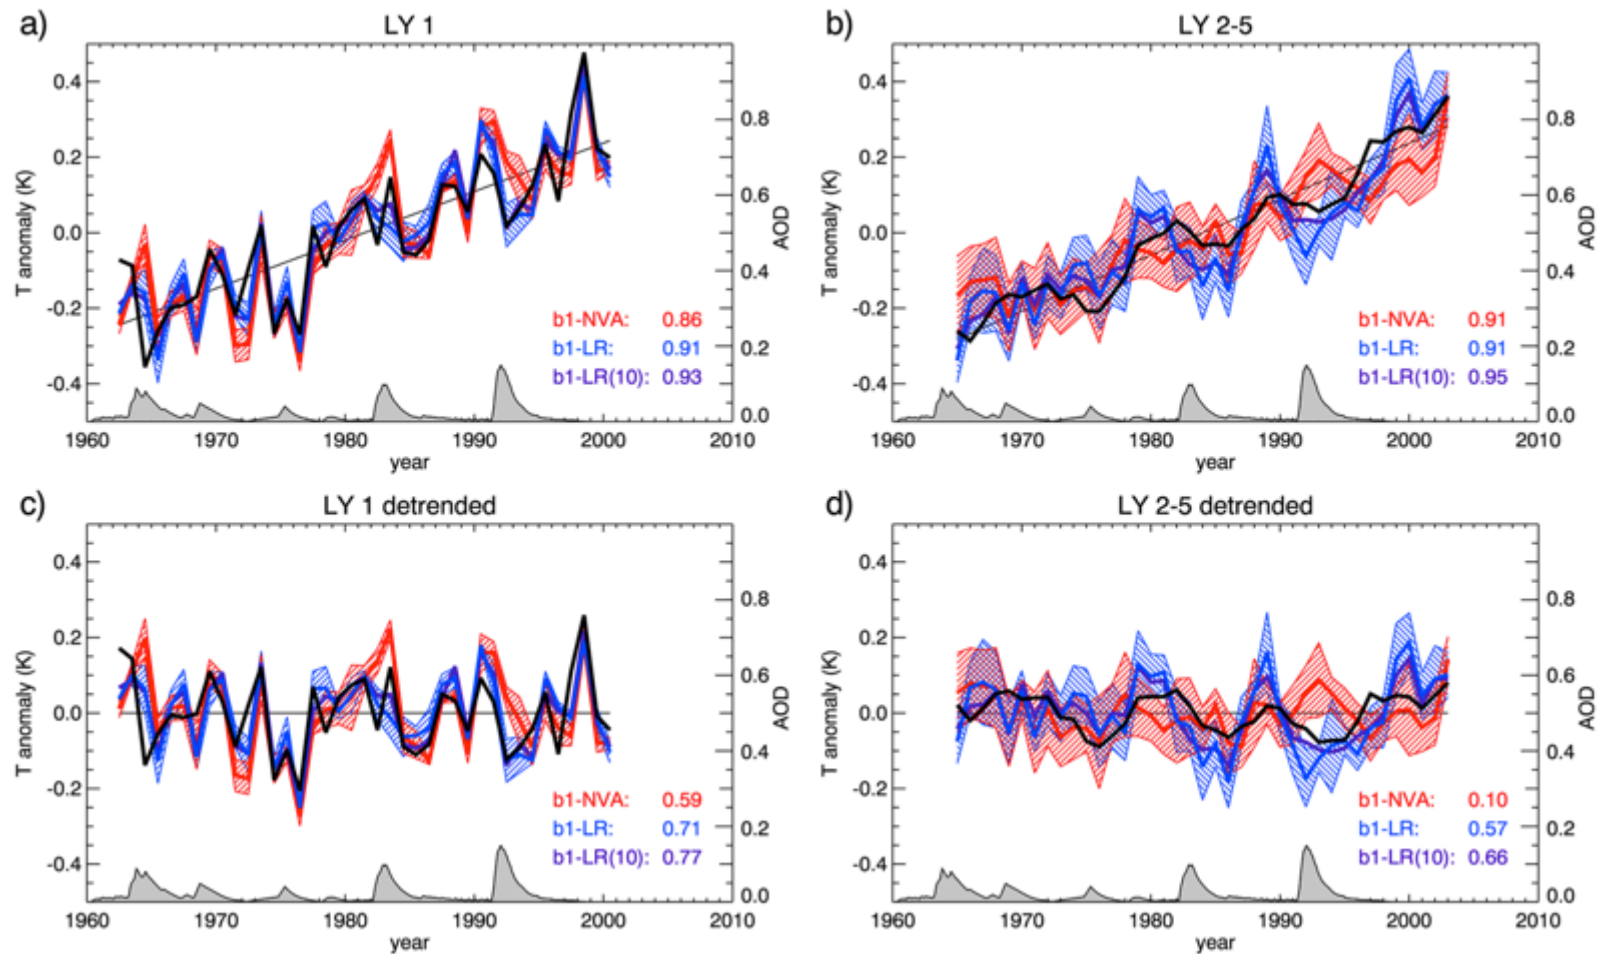 a)
LY 1
0.4
0.2
0.0
-0.2
-0.4
T anomaly (K)
0.8
0.6
0.4
0.2
0.0
AOD
b1-NVA: 0.86
b1-LR: 0.91
b1-LR(10): 0.93
1960 1970 1980 1990 2000 2010
year
b)
LY 2-5
0.4
0.2
0.0
-0.2
-0.4
T anomaly (K)
0.8
0.6
0.4
0.2
0.0
AOD
b1-NVA: 0.91
b1-LR: 0.91
b1-LR(10): 0.95
1960 1970 1980 1990 2000 2010
year
c)
LY 1 detrended
0.4
0.2
0.0
-0.2
-0.4
T anomaly (K)
0.8
0.6
0.4
0.2
0.0
AOD
b1-NVA: 0.59
b1-LR: 0.71
b1-LR(10): 0.77
1960 1970 1980 1990 2000 2010
year
d)
LY 2-5 detrended
0.4
0.2
0.0
-0.2
-0.4
T anomaly (K)
0.8
0.6
0.4
0.2
0.0
AOD
b1-NVA: 0.10
b1-LR: 0.57
b1-LR(10): 0.66
1960 1970 1980 1990 2000 2010
year